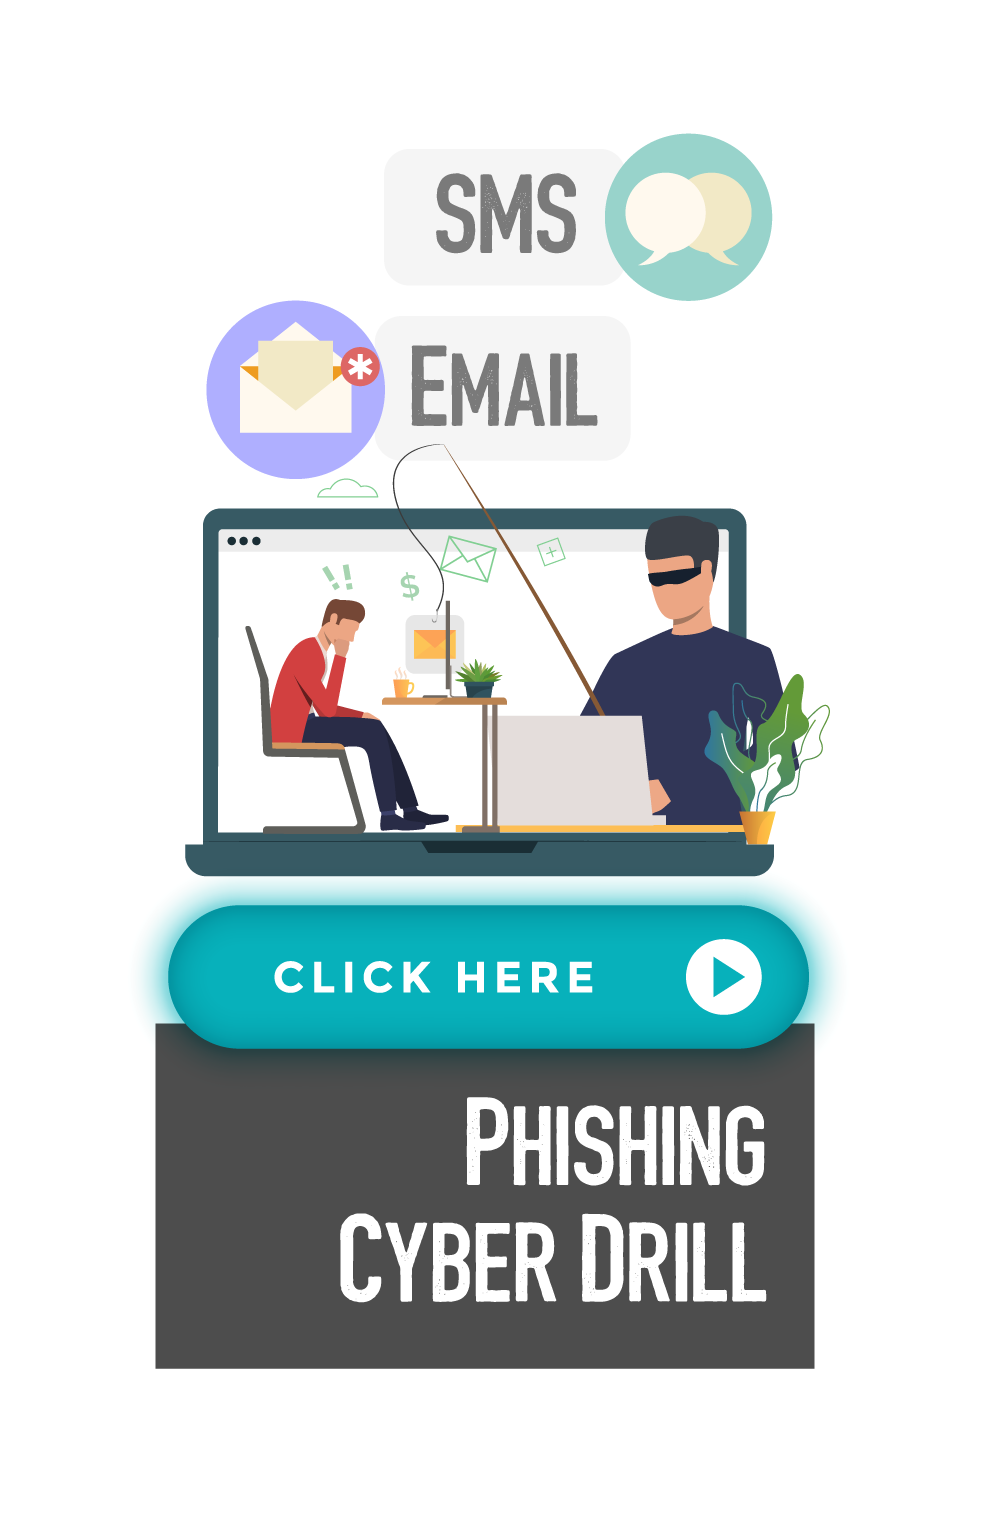 SMS
EMAIL
!!
$
CLICK HERE
PHISHING
CYBER DRILL